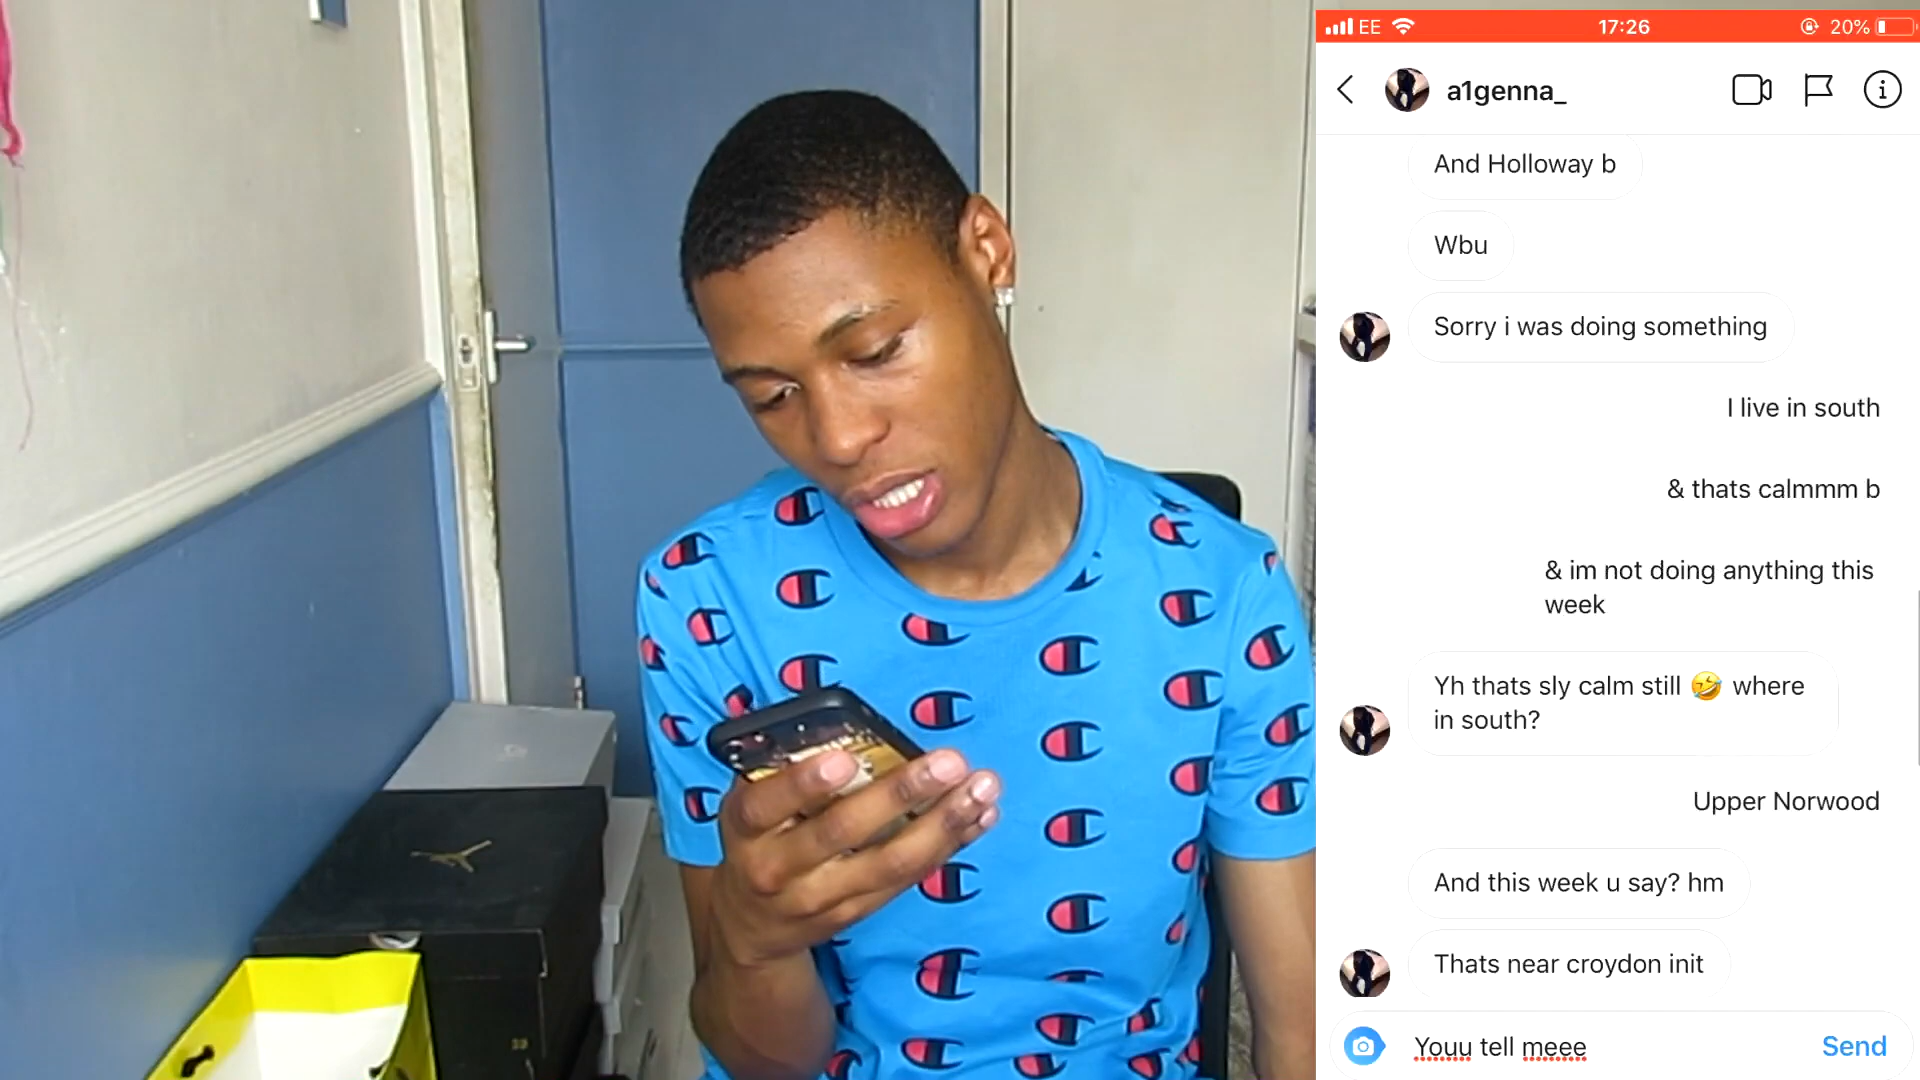 EE 17:26 20%
a1genna_
And Holloway b
Wbu
Sorry i was doing something
I live in south
& thats calmmm b
& im not doing anything this
week
Yh thats sly calm still 🤣 where
in south?
Upper Norwood
And this week u say? hm
Thats near croydon init
Youu tell meee
Send